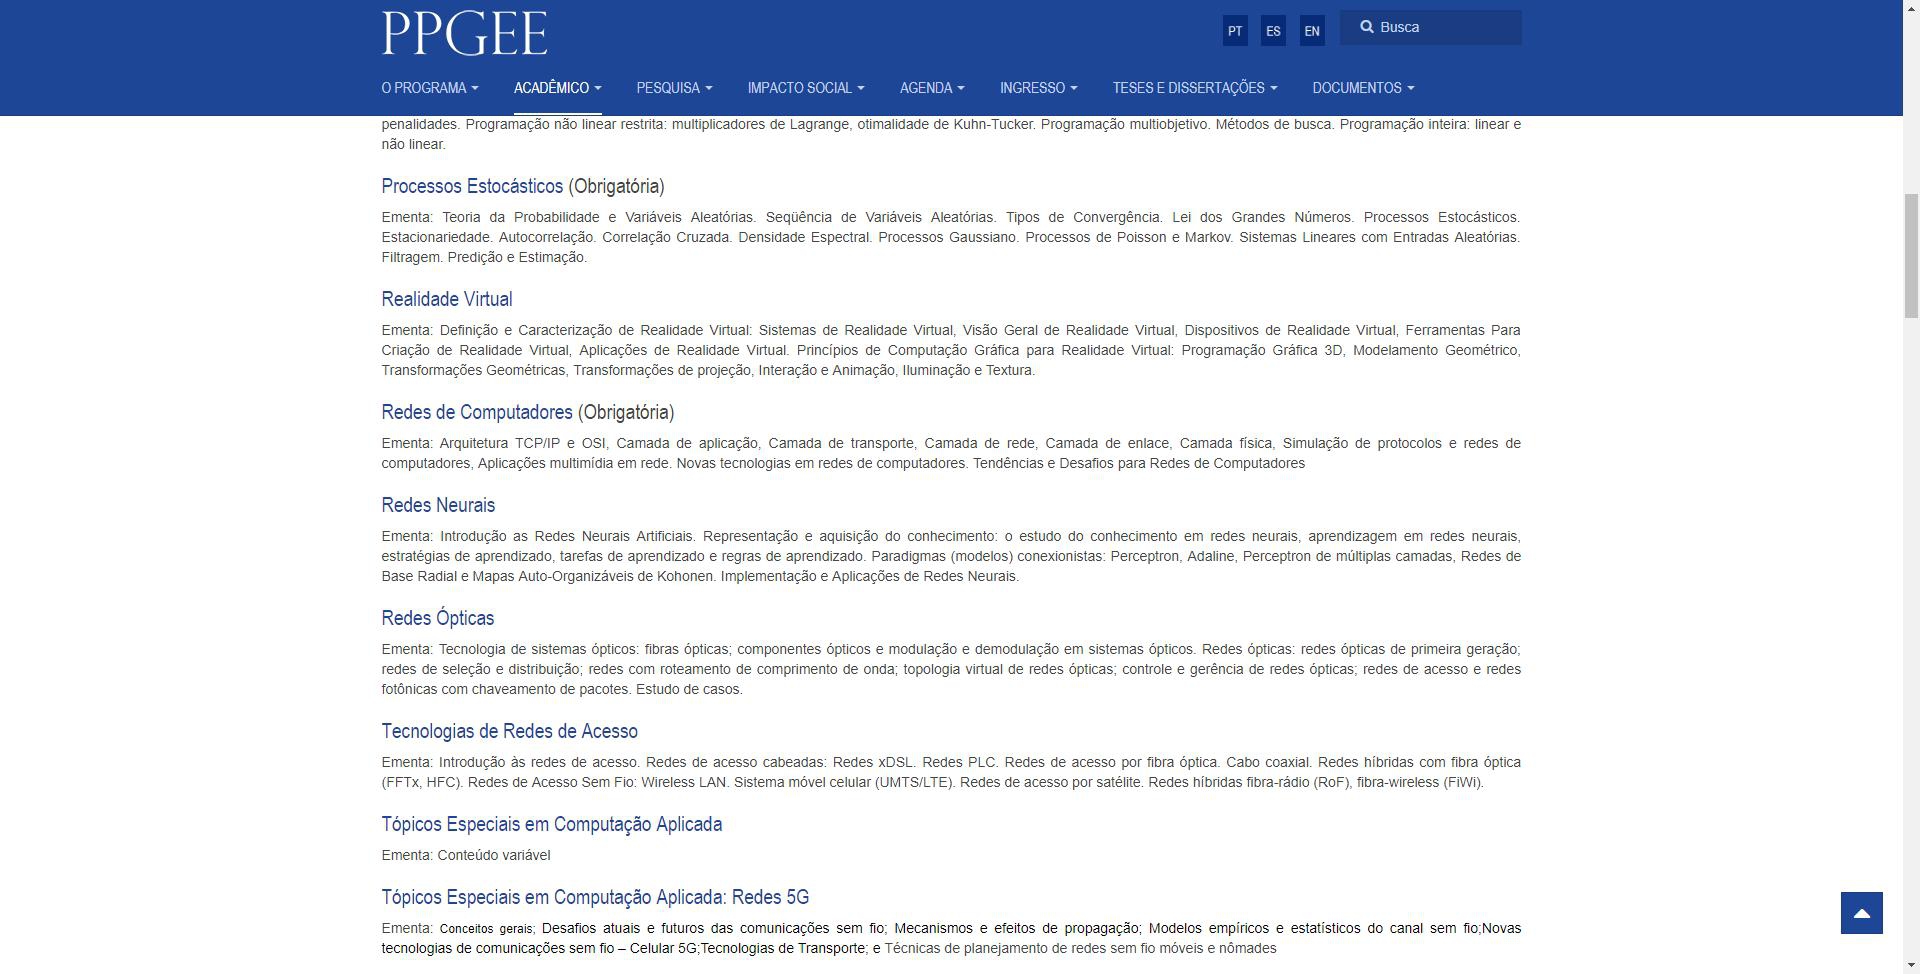 PPGEE
PT ES EN Busca
O PROGRAMA ACADÊMICO PESQUISA IMPACTO SOCIAL AGENDA INGRESSO TESES E DISSERTAÇÕES DOCUMENTOS
penalidades. Programação não linear restrita: multiplicadores de Lagrange, otimalidade de Kuhn-Tucker. Programação multiobjetivo. Métodos de busca. Programação inteira: linear e
não linear.
Processos Estocásticos (Obrigatória)
Ementa: Teoria da Probabilidade e Variáveis Aleatórias. Seqüência de Variáveis Aleatórias. Tipos de Convergência. Lei dos Grandes Números. Processos Estocásticos.
Estacionariedade. Autocorrelação. Correlação Cruzada. Densidade Espectral. Processos Gaussiano. Processos de Poisson e Markov. Sistemas Lineares com Entradas Aleatórias.
Filtragem. Predição e Estimação.
Realidade Virtual
Ementa: Definição e Caracterização de Realidade Virtual: Sistemas de Realidade Virtual, Visão Geral de Realidade Virtual, Dispositivos de Realidade Virtual, Ferramentas Para
Criação de Realidade Virtual, Aplicações de Realidade Virtual. Princípios de Computação Gráfica para Realidade Virtual: Programação Gráfica 3D, Modelamento Geométrico,
Transformações Geométricas, Transformações de projeção, Interação e Animação, Iluminação e Textura.
Redes de Computadores (Obrigatória)
Ementa: Arquitetura TCP/IP e OSI, Camada de aplicação, Camada de transporte, Camada de rede, Camada de enlace, Camada física, Simulação de protocolos e redes de
computadores, Aplicações multimídia em rede. Novas tecnologias em redes de computadores. Tendências e Desafios para Redes de Computadores
Redes Neurais
Ementa: Introdução as Redes Neurais Artificiais. Representação e aquisição do conhecimento: o estudo do conhecimento em redes neurais, aprendizagem em redes neurais,
estratégias de aprendizado, tarefas de aprendizado e regras de aprendizado. Paradigmas (modelos) conexionistas: Perceptron, Adaline, Perceptron de múltiplas camadas, Redes de
Base Radial e Mapas Auto-Organizáveis de Kohonen. Implementação e Aplicações de Redes Neurais.
Redes Ópticas
Ementa: Tecnologia de sistemas ópticos: fibras ópticas; componentes ópticos e modulação e demodulação em sistemas ópticos. Redes ópticas: redes ópticas de primeira geração;
redes de seleção e distribuição; redes com roteamento de comprimento de onda; topologia virtual de redes ópticas; controle e gerência de redes ópticas; redes de acesso e redes
fotônicas com chaveamento de pacotes. Estudo de casos.
Tecnologias de Redes de Acesso
Ementa: Introdução às redes de acesso. Redes de acesso cabeadas: Redes xDSL. Redes PLC. Redes de acesso por fibra óptica. Cabo coaxial. Redes híbridas com fibra óptica
(FFTx, HFC). Redes de Acesso Sem Fio: Wireless LAN. Sistema móvel celular (UMTS/LTE). Redes de acesso por satélite. Redes híbridas fibra-rádio (RoF), fibra-wireless (FiWi).
Tópicos Especiais em Computação Aplicada
Ementa: Conteúdo variável
Tópicos Especiais em Computação Aplicada: Redes 5G
Ementa: Conceitos gerais; Desafios atuais e futuros das comunicações sem fio; Mecanismos e efeitos de propagação; Modelos empíricos e estatísticos do canal sem fio;Novas
tecnologias de comunicações sem fio – Celular 5G;Tecnologias de Transporte; e Técnicas de planejamento de redes sem fio móveis e nômades